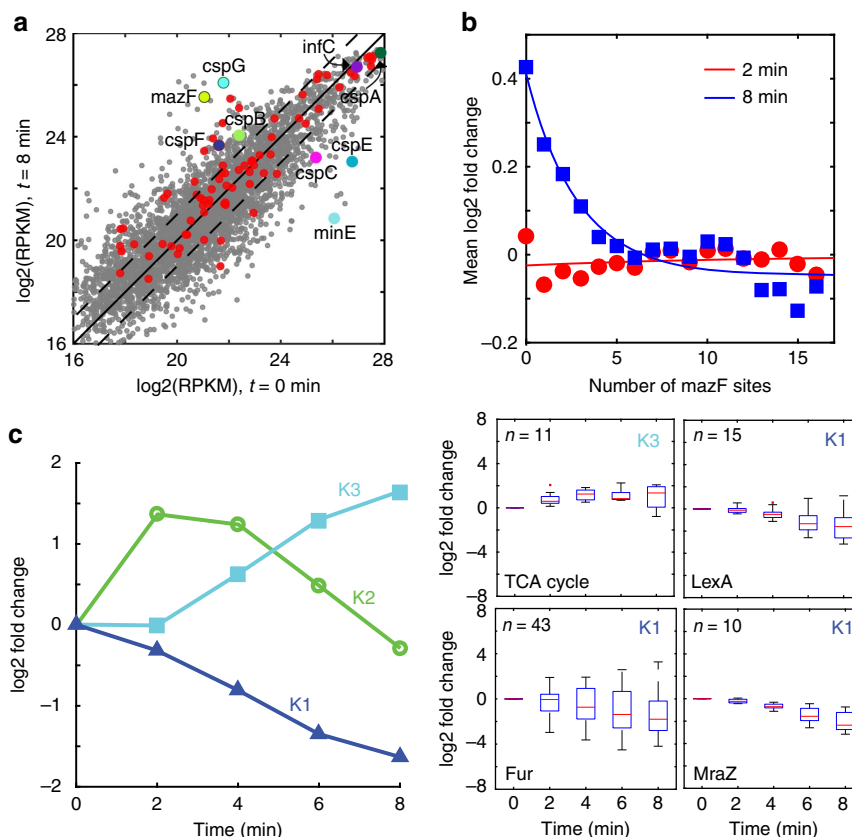 a
28
26
24
22
20
16
16
20
22
24
26
28
log2(RPKM), t = 8 min
log2(RPKM), t = 0 min
infC
cspG
mazF
cspB
cspA
cspF
cspE
cspC
minE
b
0.4
0.2
0
–0.2
0
5
10
15
Mean log2 fold change
Number of mazF sites
2 min
8 min
c
2
1
0
–1
–2
0
2
4
6
8
log2 fold change
Time (min)
K3
K2
K1
8
4
0
–4
–8
log2 fold change
n = 11
K3
TCA cycle
n = 15
K1
LexA
8
4
0
–4
–8
log2 fold change
n = 43
K1
Fur
n = 10
K1
MraZ
0 2 4 6 8
0 2 4 6 8
Time (min)
Time (min)